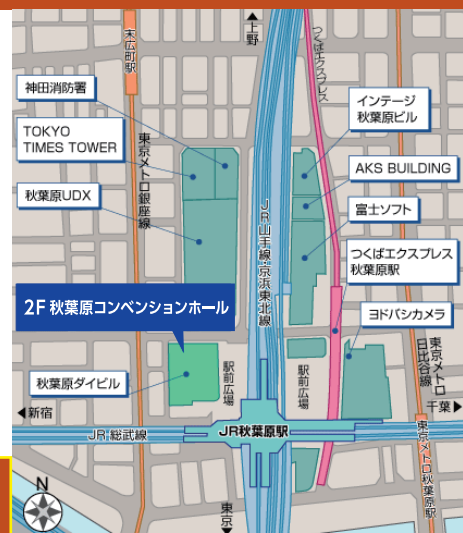 ▲
上野
末広町駅
つくばエクスプレス
神田消防署
インテージ
秋葉原ビル
TOKYO
TIMES TOWER
東京メトロ銀座線
AKS BUILDING
秋葉原UDX
JR山手線・京浜東北線
富士ソフト
つくばエクスプレス
秋葉原駅
2F 秋葉原コンベンションホール
ヨドバシカメラ
駅前広場
駅前広場
東京メトロ
日比谷線
秋葉原ダイビル
◀新宿
千葉▶
JR 総武線
JR秋葉原駅
東京メトロ秋葉原駅
N
東京
▼